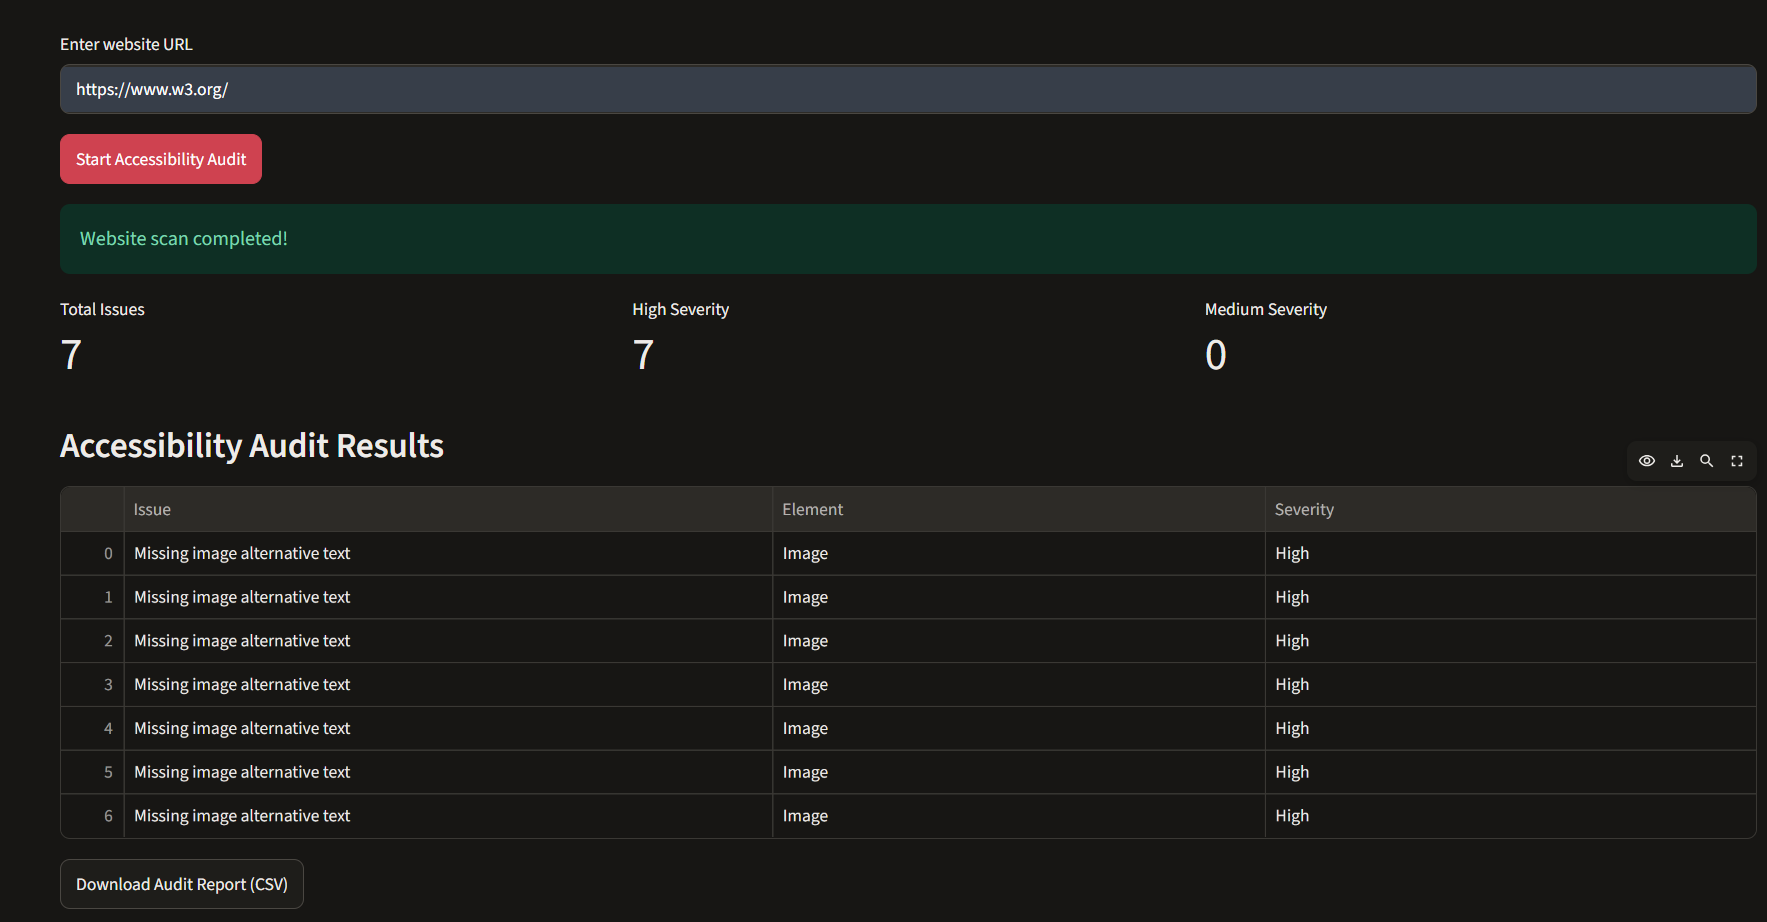 Enter website URL
https://www.w3.org/
Start Accessibility Audit
Website scan completed!
Total Issues High Severity Medium Severity
7 7 0
Accessibility Audit Results
Issue Element Severity
0 Missing image alternative text Image High
1 Missing image alternative text Image High
2 Missing image alternative text Image High
3 Missing image alternative text Image High
4 Missing image alternative text Image High
5 Missing image alternative text Image High
6 Missing image alternative text Image High
Download Audit Report (CSV)